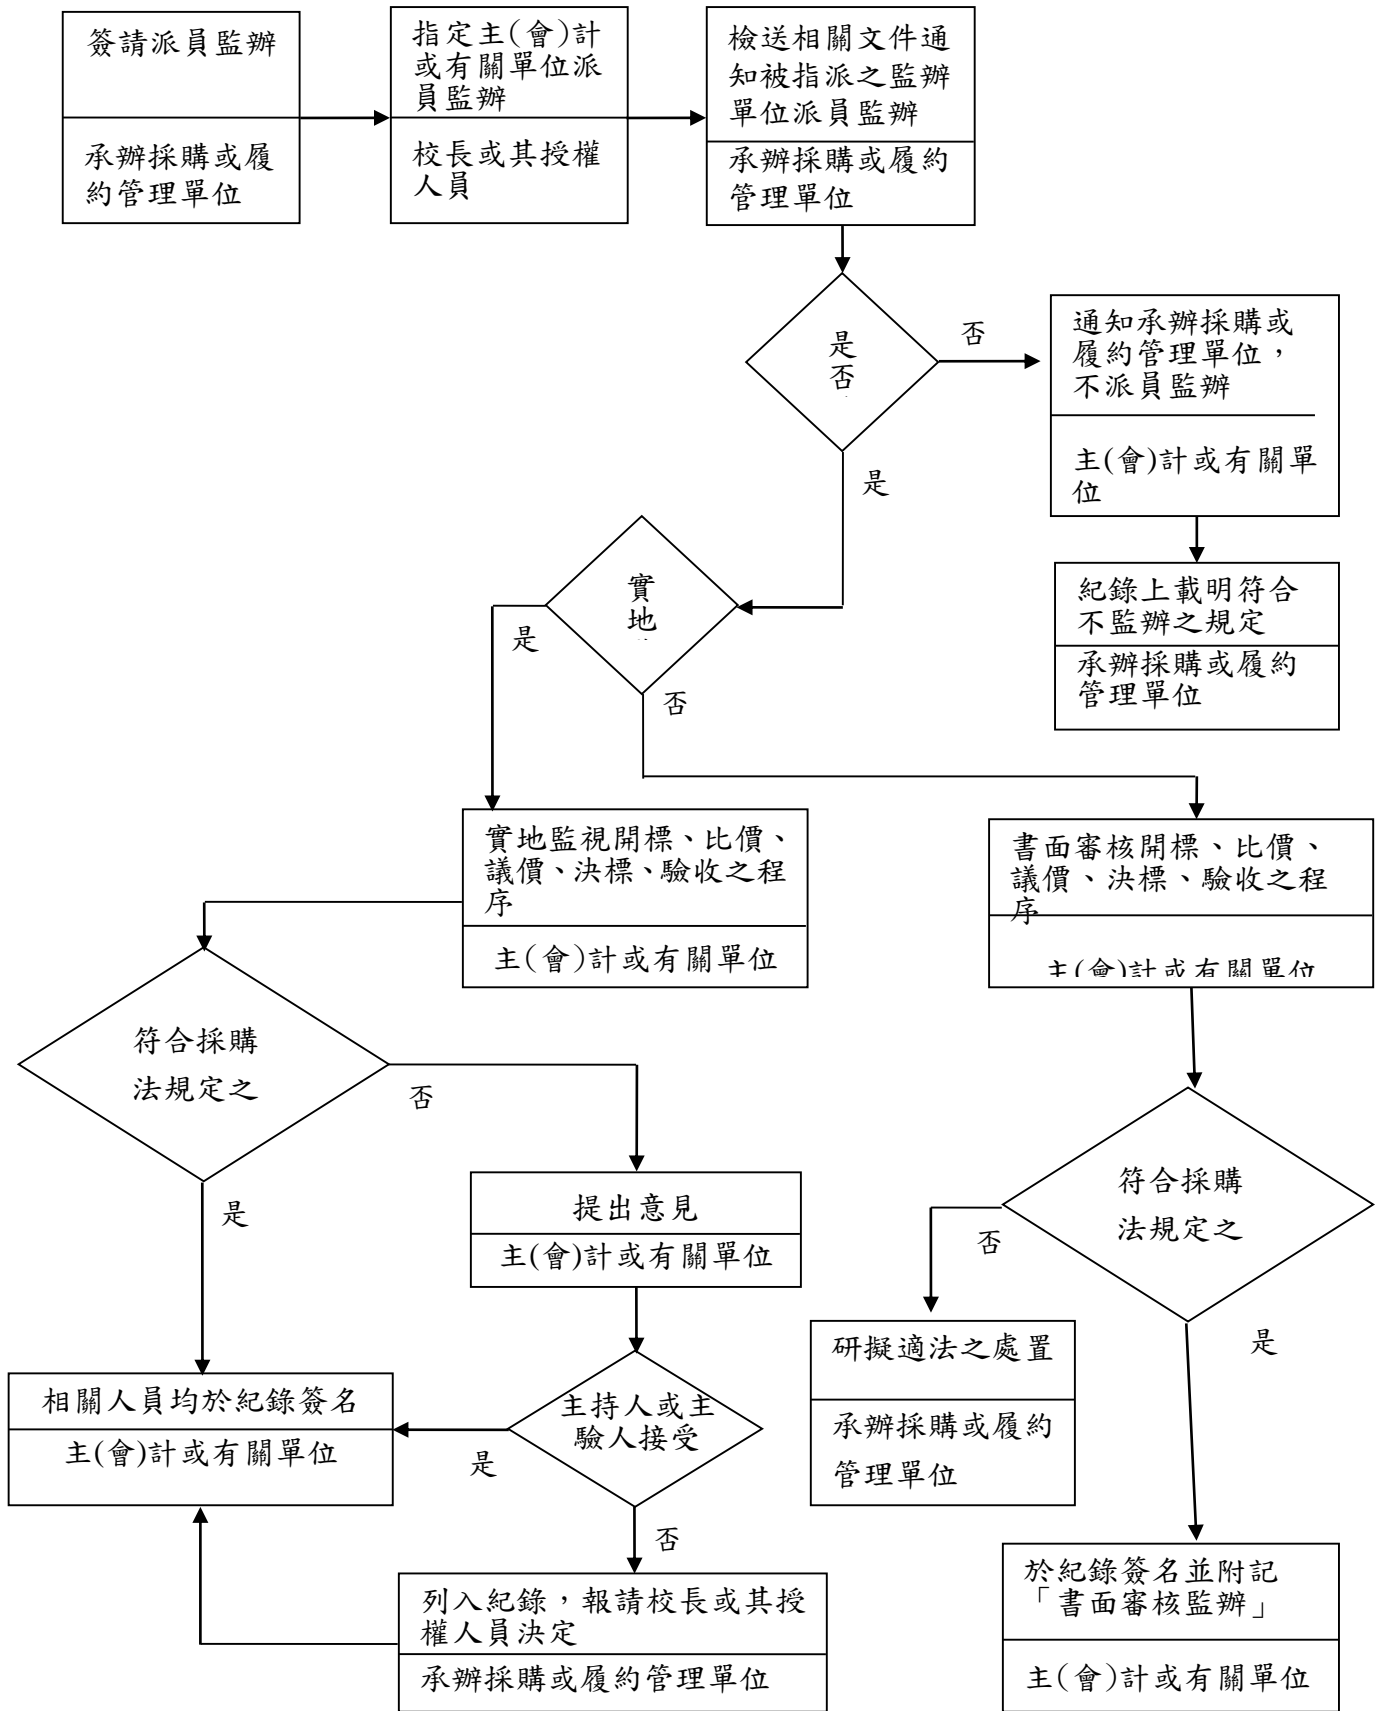 簽請派員監辦
承辦採購或履
約管理單位
指定主(會)計
或有關單位派
員監辦
校長或其授權
人員
檢送相關文件通
知被指派之監辦
單位派員監辦
承辦採購或履約
管理單位
是
否
否
是
通知承辦採購或
履約管理單位，
不派員監辦
主(會)計或有關單
位
紀錄上載明符合
不監辦之規定
承辦採購或履約
管理單位
實
地
是
否
實地監視開標、比價、
議價、決標、驗收之程
序
主(會)計或有關單位
書面審核開標、比價、
議價、決標、驗收之程
序
主(會)計或有關單位
符合採購
法規定之
否
是
提出意見
主(會)計或有關單位
符合採購
法規定之
否
是
研擬適法之處置
承辦採購或履約
管理單位
相關人員均於紀錄簽名
主(會)計或有關單位
主持人或主
驗人接受
是
否
列入紀錄，報請校長或其授
權人員決定
承辦採購或履約管理單位
於紀錄簽名並附記
「書面審核監辦」
主(會)計或有關單位